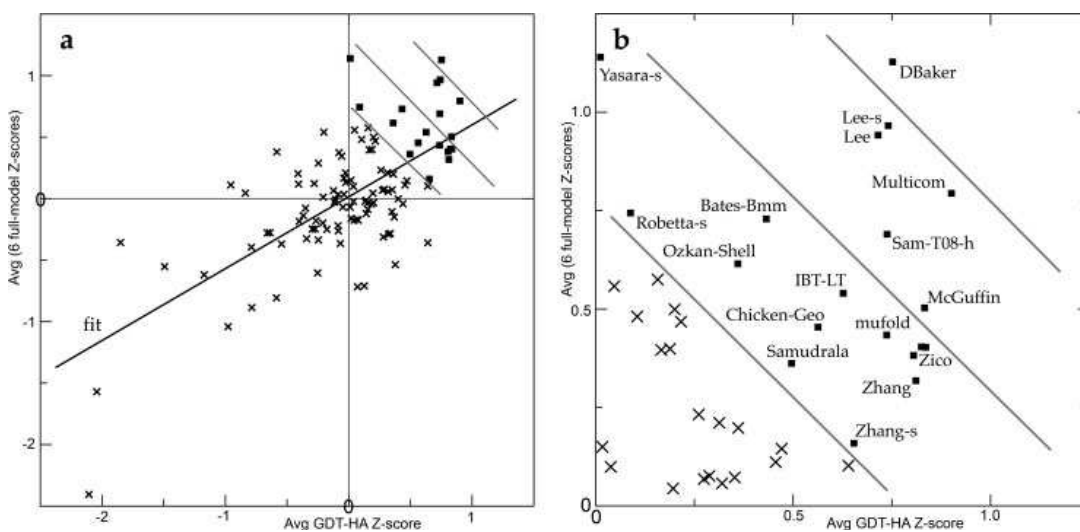 a
Avg (6 full-model Z-scores)
1
0
-1
-2
fit
-2
-1
0
1
Avg GDT-HA Z-score
b
Avg (6 full-model Z-scores)
1.0
0.5
0
Yasara-s
DBaker
Lee-s
Lee
Multicom
Bates-Bmm
Robetta-s
Sam-T08-h
Ozkan-Shell
IBT-LT
McGuffin
Chicken-Geo
mufold
Samudrala
Zico
Zhang
Zhang-s
0
0.5
1.0
Avg GDT-HA Z-score